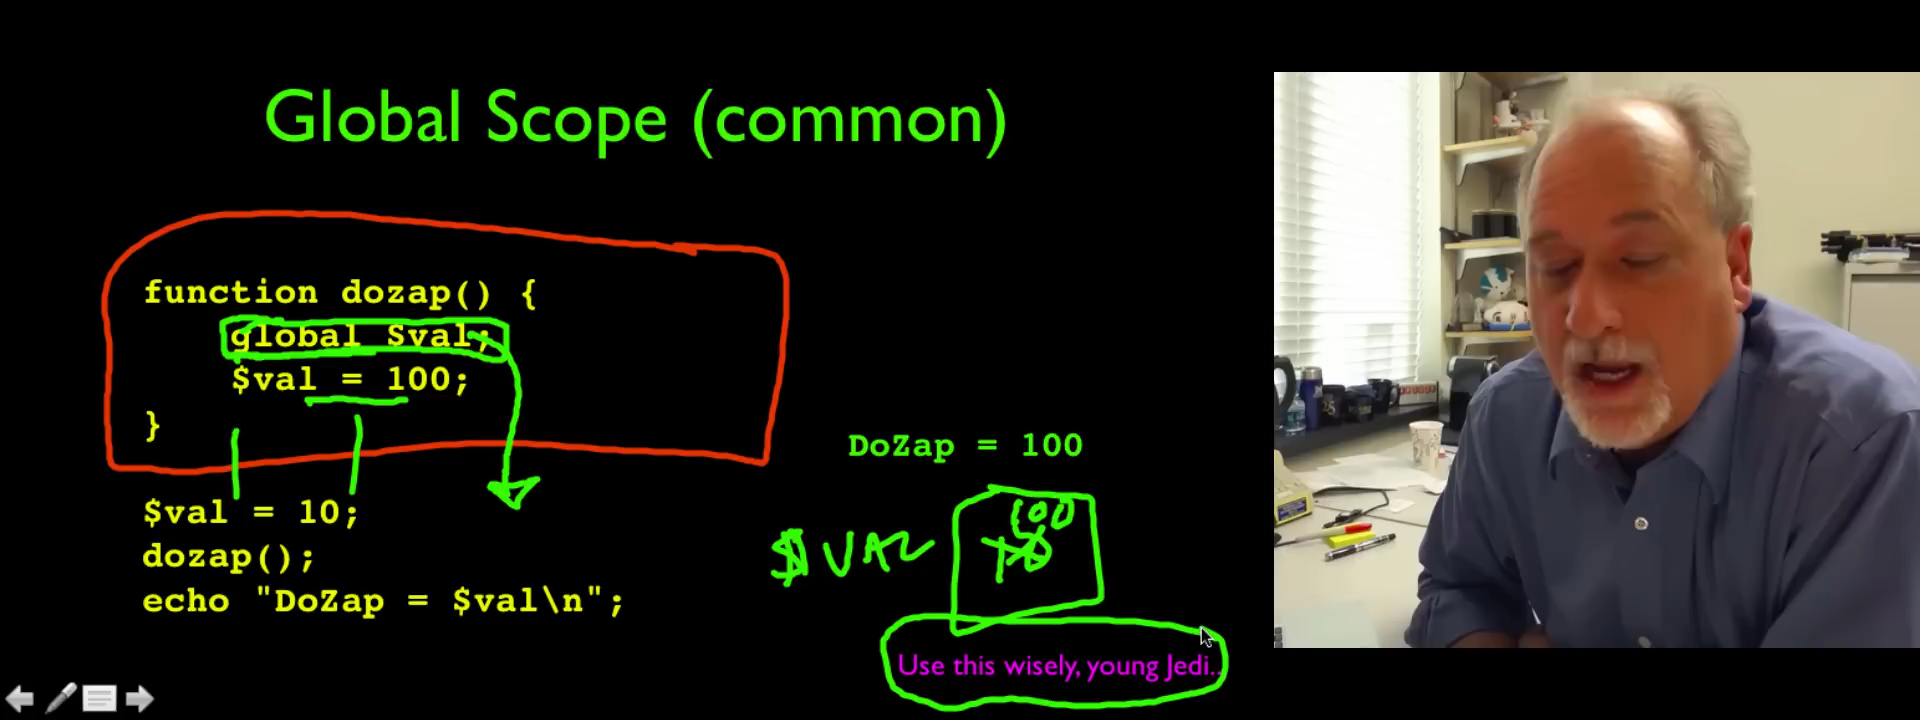 Global Scope (common)
function dozap() {
global $val;
$val = 100;
}
$val = 10;
dozap();
echo "DoZap = $val\n";
DoZap = 100
100
$VAL
10
Use this wisely, young Jedi..